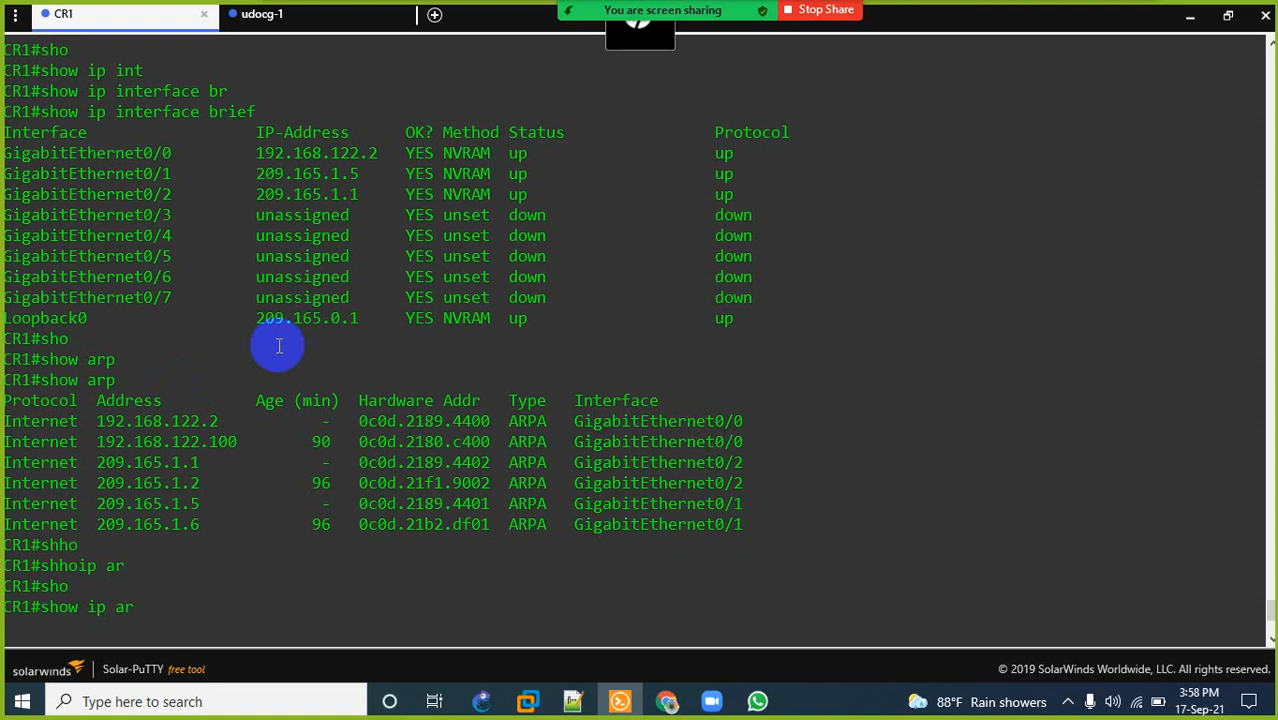 CR1
udocg-1
You are screen sharing
Stop Share
CR1#sho
CR1#show ip int
CR1#show ip interface br
CR1#show ip interface brief
Interface IP-Address OK? Method Status Protocol
GigabitEthernet0/0 192.168.122.2 YES NVRAM up up
GigabitEthernet0/1 209.165.1.5 YES NVRAM up up
GigabitEthernet0/2 209.165.1.1 YES NVRAM up up
GigabitEthernet0/3 unassigned YES unset down down
GigabitEthernet0/4 unassigned YES unset down down
GigabitEthernet0/5 unassigned YES unset down down
GigabitEthernet0/6 unassigned YES unset down down
GigabitEthernet0/7 unassigned YES unset down down
Loopback0 209.165.0.1 YES NVRAM up up
CR1#sho
CR1#show arp
CR1#show arp
Protocol Address Age (min) Hardware Addr Type Interface
Internet 192.168.122.2 - 0c0d.2189.4400 ARPA GigabitEthernet0/0
Internet 192.168.122.100 90 0c0d.2180.c400 ARPA GigabitEthernet0/0
Internet 209.165.1.1 - 0c0d.2189.4402 ARPA GigabitEthernet0/2
Internet 209.165.1.2 96 0c0d.21f1.9002 ARPA GigabitEthernet0/2
Internet 209.165.1.5 - 0c0d.2189.4401 ARPA GigabitEthernet0/1
Internet 209.165.1.6 96 0c0d.21b2.df01 ARPA GigabitEthernet0/1
CR1#shho
CR1#shhoip ar
CR1#sho
CR1#show ip ar
solarwinds Solar-PuTTY free tool © 2019 SolarWinds Worldwide, LLC. All rights reserved.
Type here to search
88°F Rain showers
3:58 PM
17-Sep-21